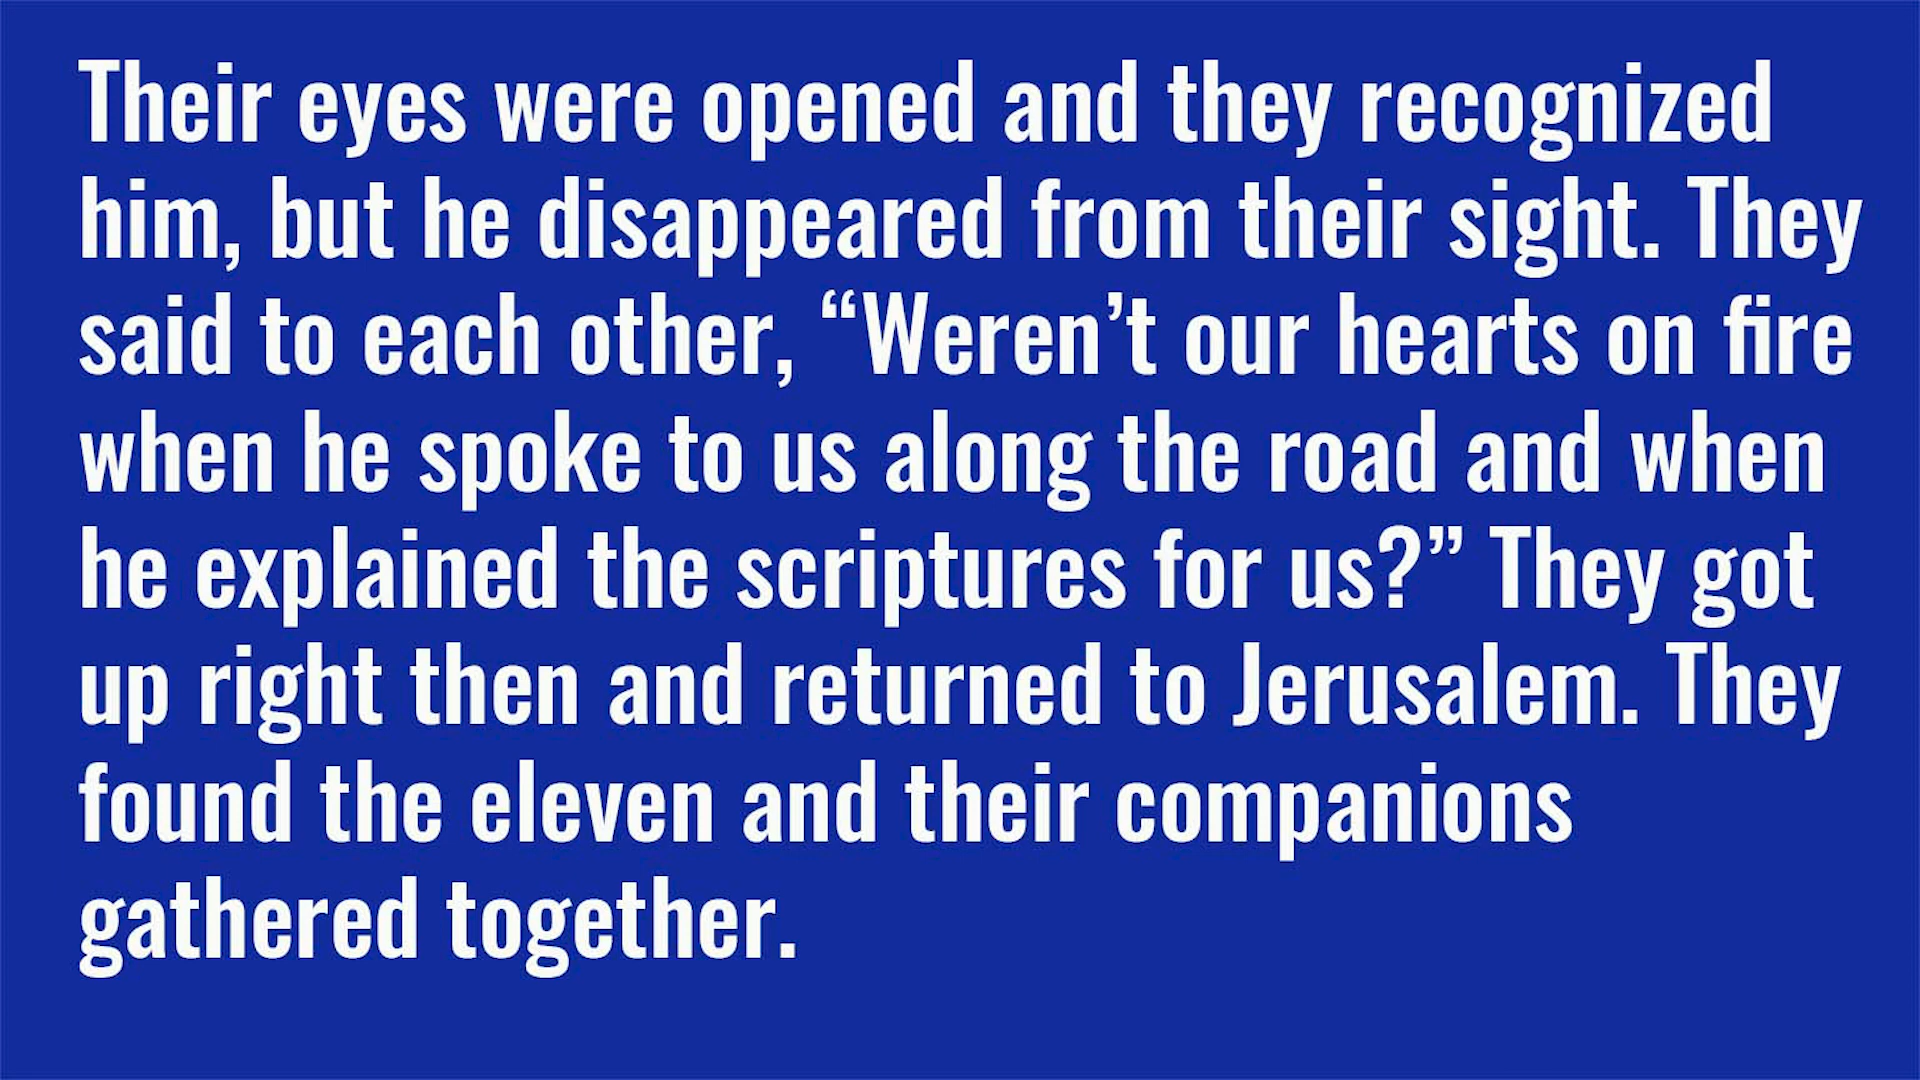 Their eyes were opened and they recognized
him, but he disappeared from their sight. They
said to each other, “Weren’t our hearts on fire
when he spoke to us along the road and when
he explained the scriptures for us?” They got
up right then and returned to Jerusalem. They
found the eleven and their companions
gathered together.